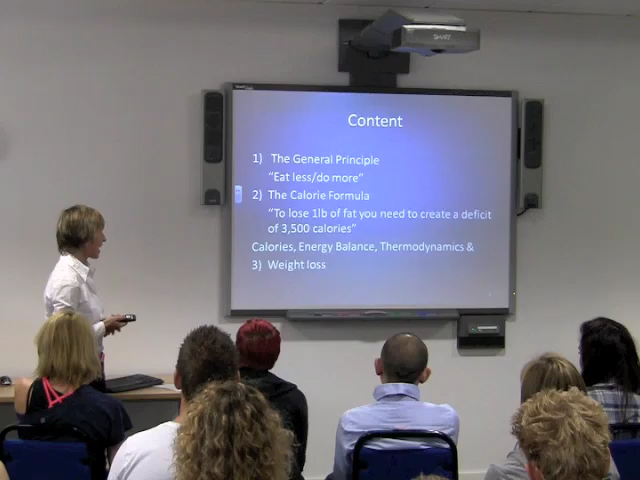 SMART
Content
1) The General Principle
“Eat less/do more”
2) The Calorie Formula
“To lose 1lb of fat you need to create a deficit
of 3,500 calories”
Calories, Energy Balance, Thermodynamics &
3) Weight loss